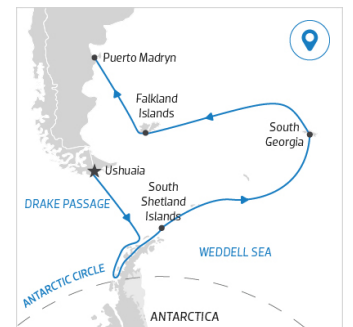 Puerto Madryn
Falkland
Islands
South
Georgia
Ushuaia
South
Shetland
Islands
DRAKE PASSAGE
WEDDELL SEA
ANTARCTIC CIRCLE
ANTARCTICA